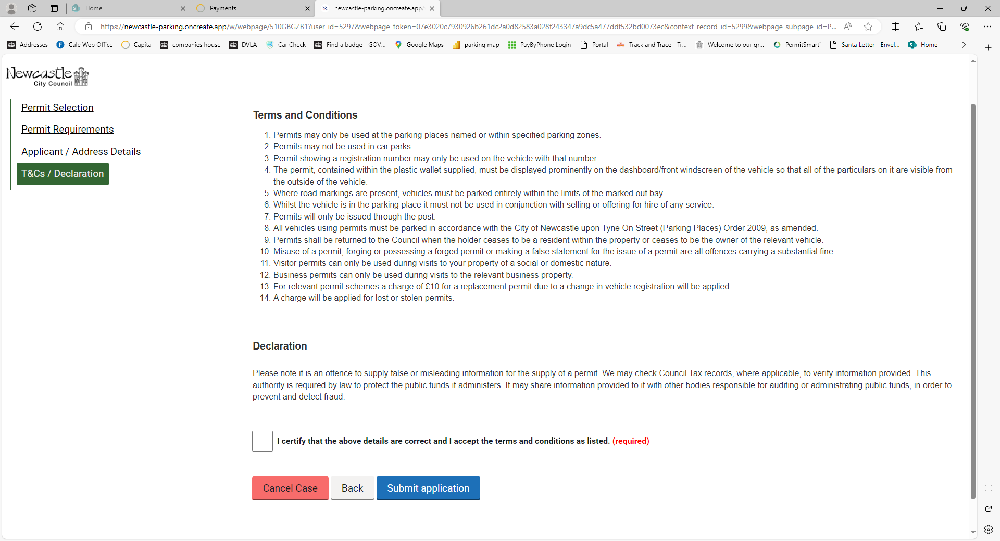 Home
Payments
newcastle-parking.oncreate.app/
https://newcastle-parking.oncreate.app/w/webpage/510GBGZB1?user_id=5297&webpage_token=07e3020c7930926b261dc2a0d82583a028f243347a9dc5a477ddf532bd0073ec&context_record_id=5299&webpage_subpage_id=P...
Addresses
Cale Web Office
Capita
companies house
DVLA
Car Check
Find a badge - GOV...
Google Maps
parking map
PayByPhone Login
Portal
Track and Trace - Tr...
Welcome to our gr...
PermitSmarti
Santa Letter - Envel...
Home
Newcastle
City Council
Permit Selection
Permit Requirements
Applicant / Address Details
T&Cs / Declaration
Terms and Conditions
1. Permits may only be used at the parking places named or within specified parking zones.
2. Permits may not be used in car parks.
3. Permit showing a registration number may only be used on the vehicle with that number.
4. The permit, contained within the plastic wallet supplied, must be displayed prominently on the dashboard/front windscreen of the vehicle so that all of the particulars on it are visible from
the outside of the vehicle.
5. Where road markings are present, vehicles must be parked entirely within the limits of the marked out bay.
6. Whilst the vehicle is in the parking place it must not be used in conjunction with selling or offering for hire of any service.
7. Permits will only be issued through the post.
8. All vehicles using permits must be parked in accordance with the City of Newcastle upon Tyne On Street (Parking Places) Order 2009, as amended.
9. Permits shall be returned to the Council when the holder ceases to be a resident within the property or ceases to be the owner of the relevant vehicle.
10. Misuse of a permit, forging or possessing a forged permit or making a false statement for the issue of a permit are all offences carrying a substantial fine.
11. Visitor permits can only be used during visits to your property of a social or domestic nature.
12. Business permits can only be used during visits to the relevant business property.
13. For relevant permit schemes a charge of £10 for a replacement permit due to a change in vehicle registration will be applied.
14. A charge will be applied for lost or stolen permits.
Declaration
Please note it is an offence to supply false or misleading information for the supply of a permit. We may check Council Tax records, where applicable, to verify information provided. This
authority is required by law to protect the public funds it administers. It may share information provided to it with other bodies responsible for auditing or administrating public funds, in order to
prevent and detect fraud.
I certify that the above details are correct and I accept the terms and conditions as listed. (required)
Cancel Case
Back
Submit application